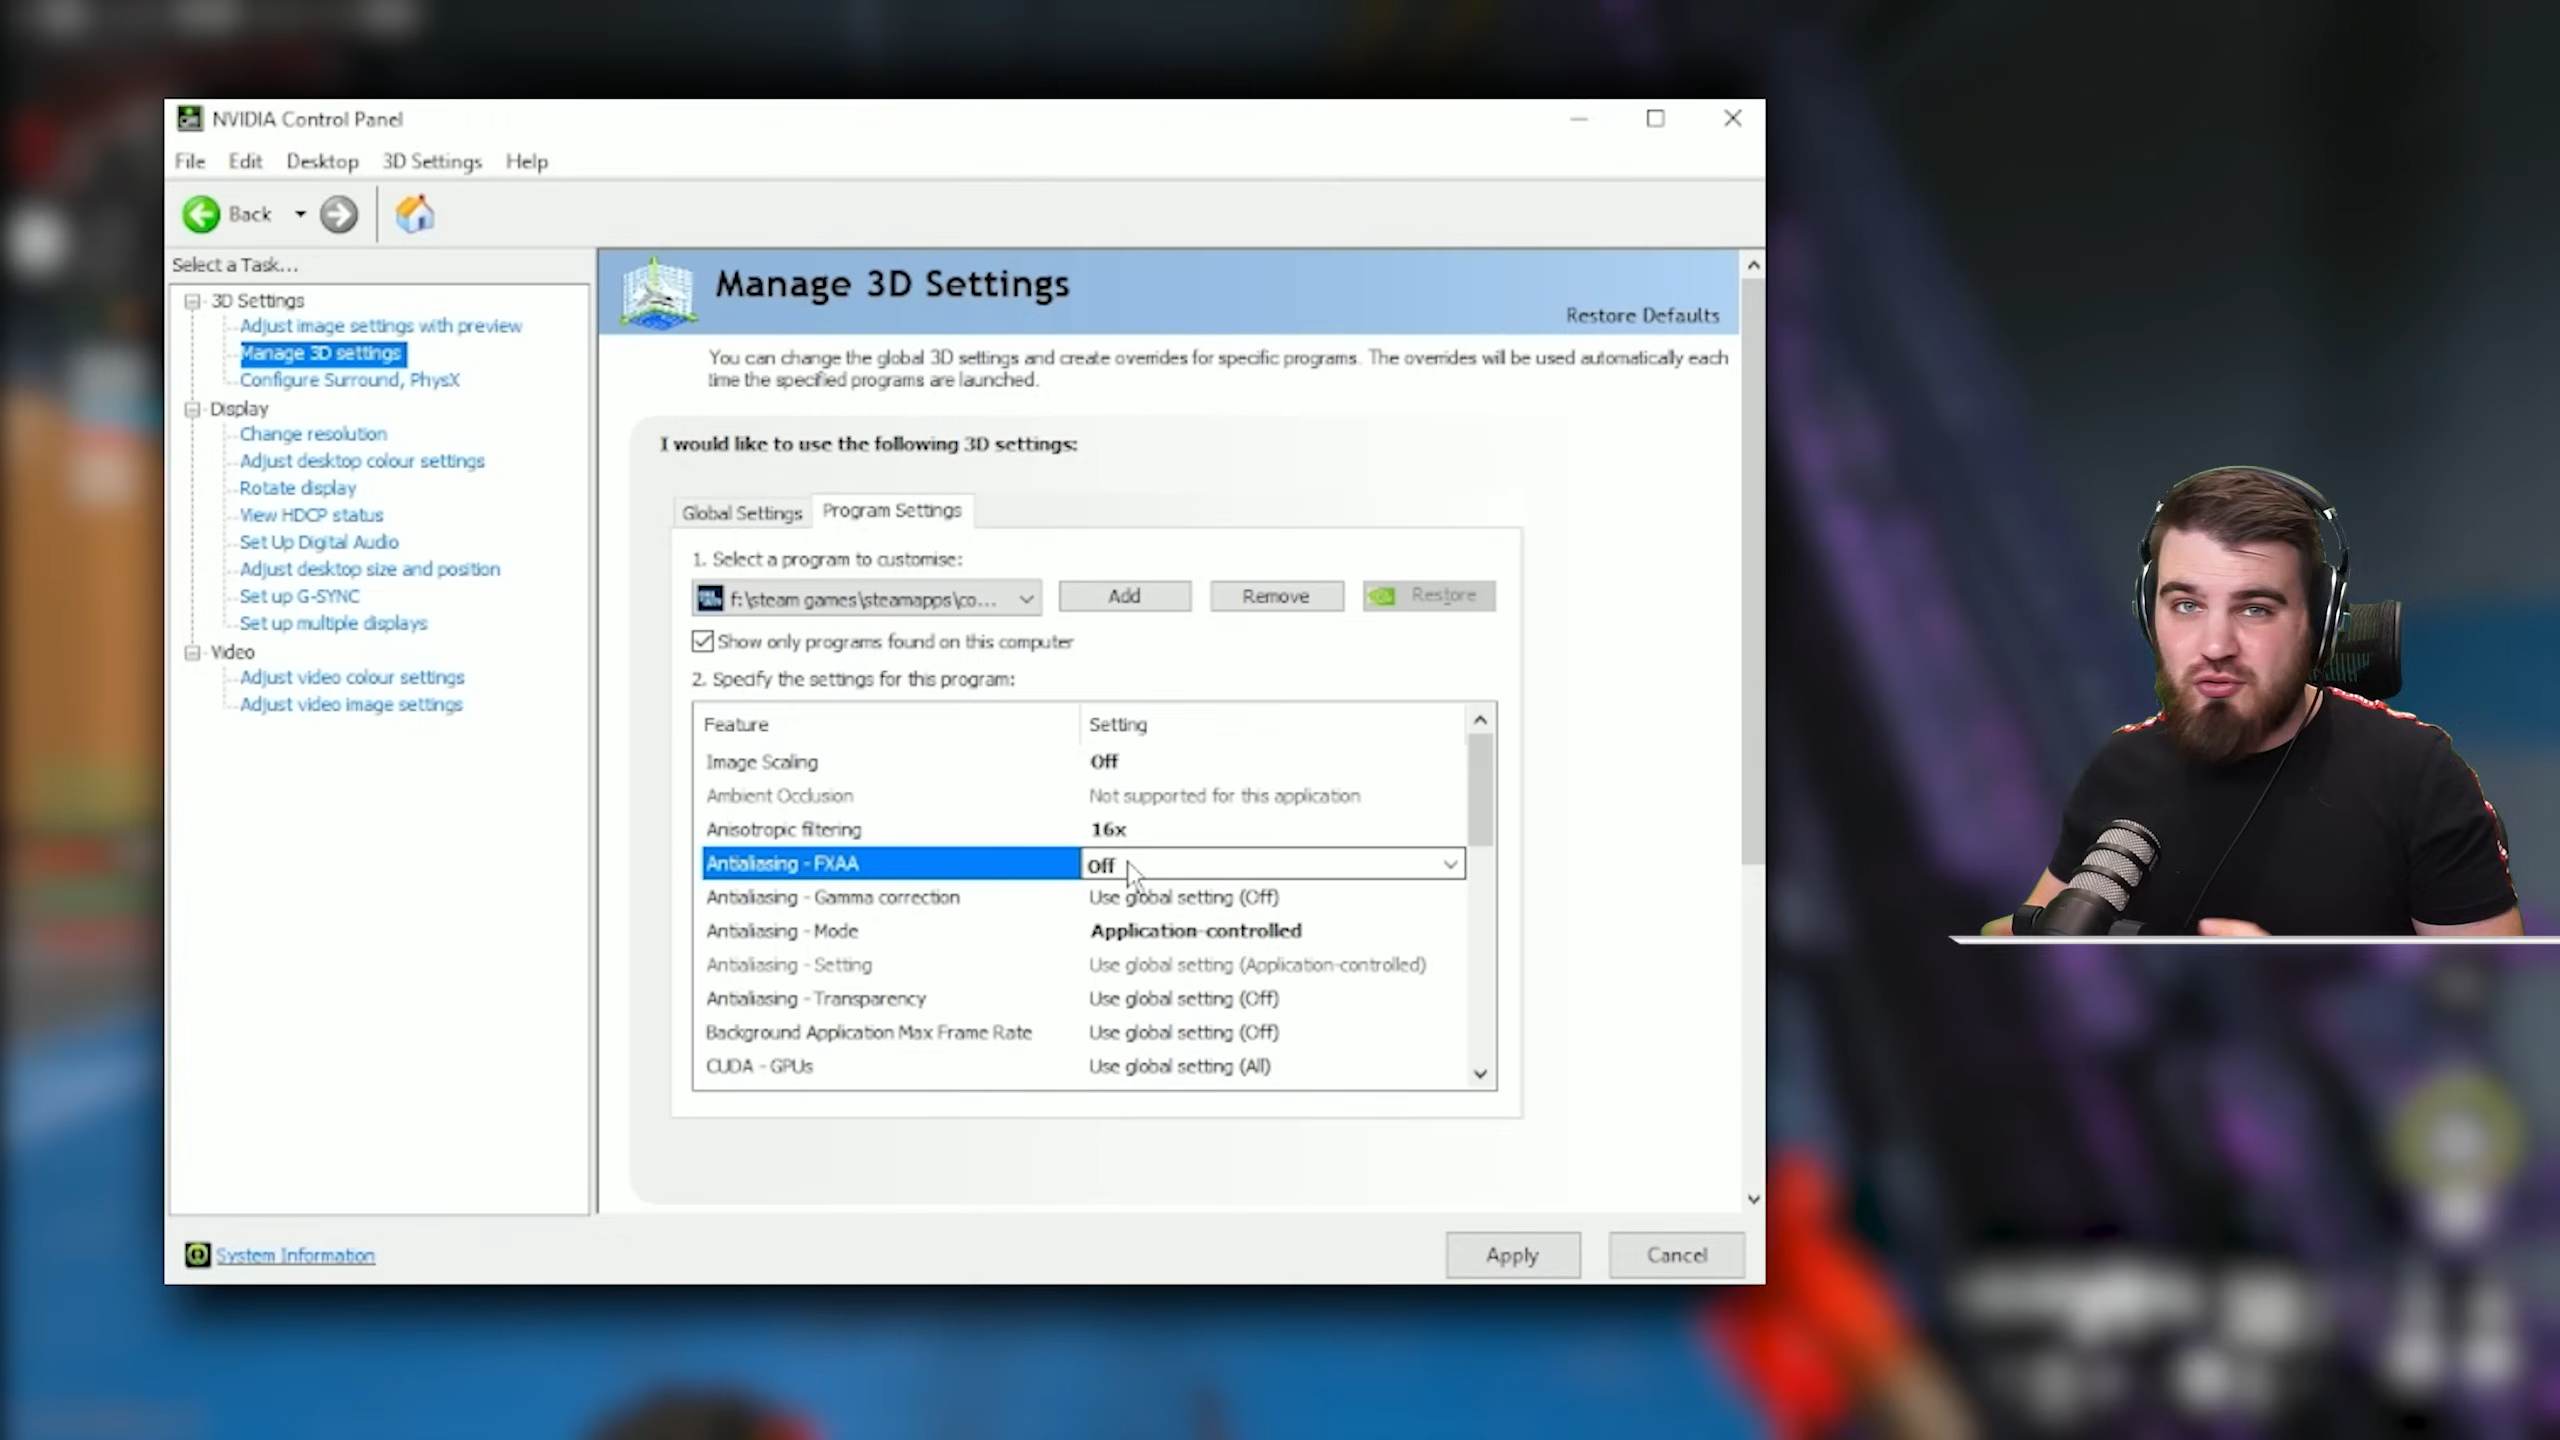 NVIDIA Control Panel
File Edit Desktop 3D Settings Help
Back
Select a Task...
3D Settings
Adjust image settings with preview
Manage 3D settings
Configure Surround, PhysX
Display
Change resolution
Adjust desktop colour settings
Rotate display
View HDCP status
Set Up Digital Audio
Adjust desktop size and position
Set up G-SYNC
Set up multiple displays
Video
Adjust video colour settings
Adjust video image settings
System Information
Manage 3D Settings
Restore Defaults
You can change the global 3D settings and create overrides for specific programs. The overrides will be used automatically each
time the specified programs are launched.
I would like to use the following 3D settings:
Global Settings Program Settings
1. Select a program to customise:
f:\steam games\steamapps\co... Add Remove Restore
Show only programs found on this computer
2. Specify the settings for this program:
Feature Setting
Image Scaling Off
Ambient Occlusion Not supported for this application
Anisotropic filtering 16x
Antialiasing - FXAA Off
Antialiasing - Gamma correction Use global setting (Off)
Antialiasing - Mode Application-controlled
Antialiasing - Setting Use global setting (Application-controlled)
Antialiasing - Transparency Use global setting (Off)
Background Application Max Frame Rate Use global setting (Off)
CUDA - GPUs Use global setting (All)
Apply Cancel